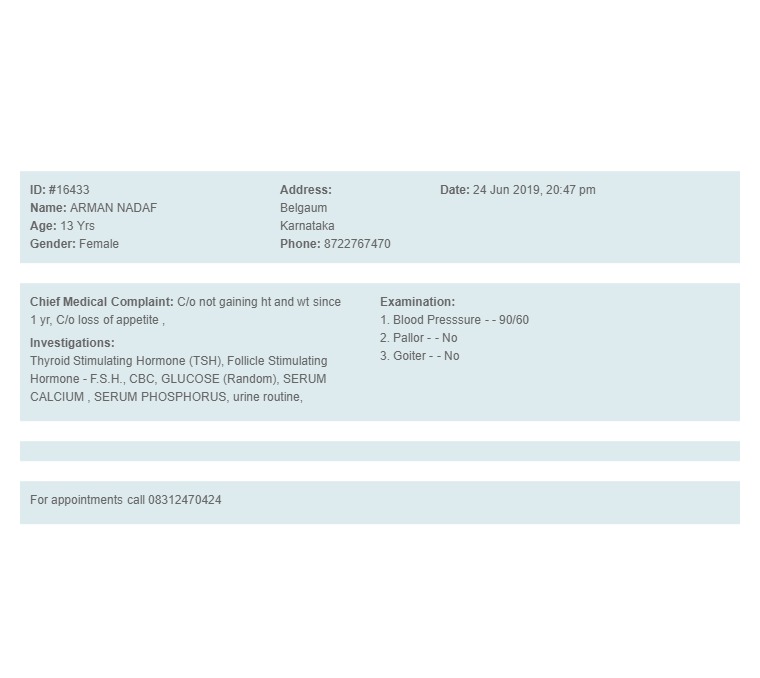 ID: #16433
Name: ARMAN NADAF
Age: 13 Yrs
Gender: Female
Address:
Belgaum
Karnataka
Phone: 8722767470
Date: 24 Jun 2019, 20:47 pm
Chief Medical Complaint: C/o not gaining ht and wt since
1 yr, C/o loss of appetite ,
Investigations:
Thyroid Stimulating Hormone (TSH), Follicle Stimulating
Hormone - F.S.H., CBC, GLUCOSE (Random), SERUM
CALCIUM , SERUM PHOSPHORUS, urine routine,
Examination:
1. Blood Presssure - - 90/60
2. Pallor - - No
3. Goiter - - No
For appointments call 08312470424